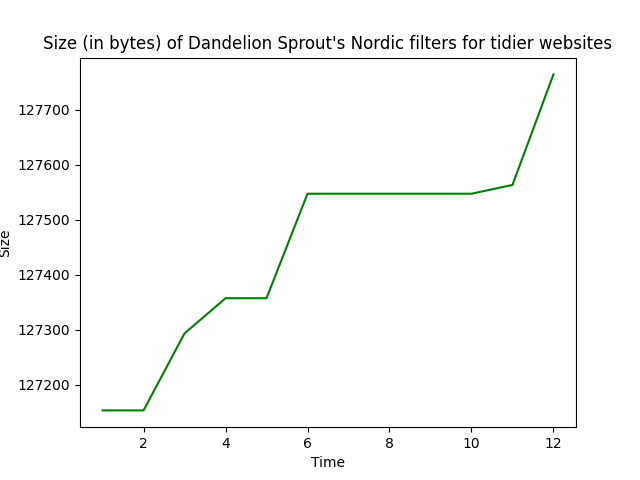 Size (in bytes) of Dandelion Sprout's Nordic filters for tidier websites
127700
127600
127500
127400
127300
127200
Size
2 4 6 8 10 12
Time